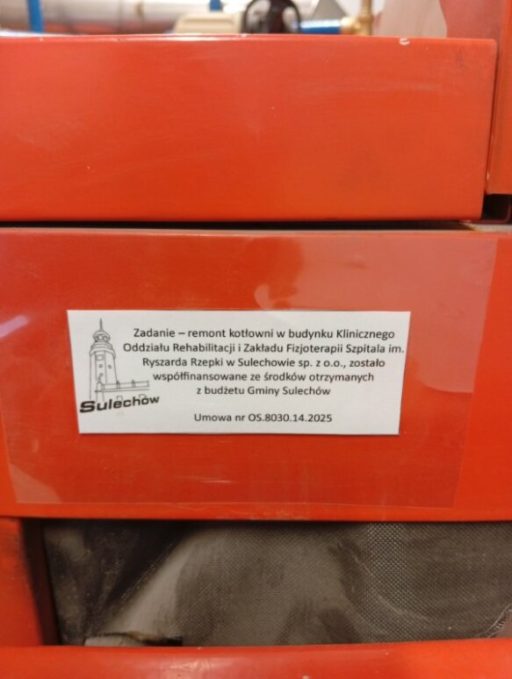 Zadanie – remont kotłowni w budynku Klinicznego
Oddziału Rehabilitacji i Zakładu Fizjoterapii Szpitala im.
Ryszarda Rzepki w Sulechowie sp. z o.o., zostało
współfinansowane ze środków otrzymanych
z budżetu Gminy Sulechów
Sulechów
Umowa nr OS.8030.14.2025